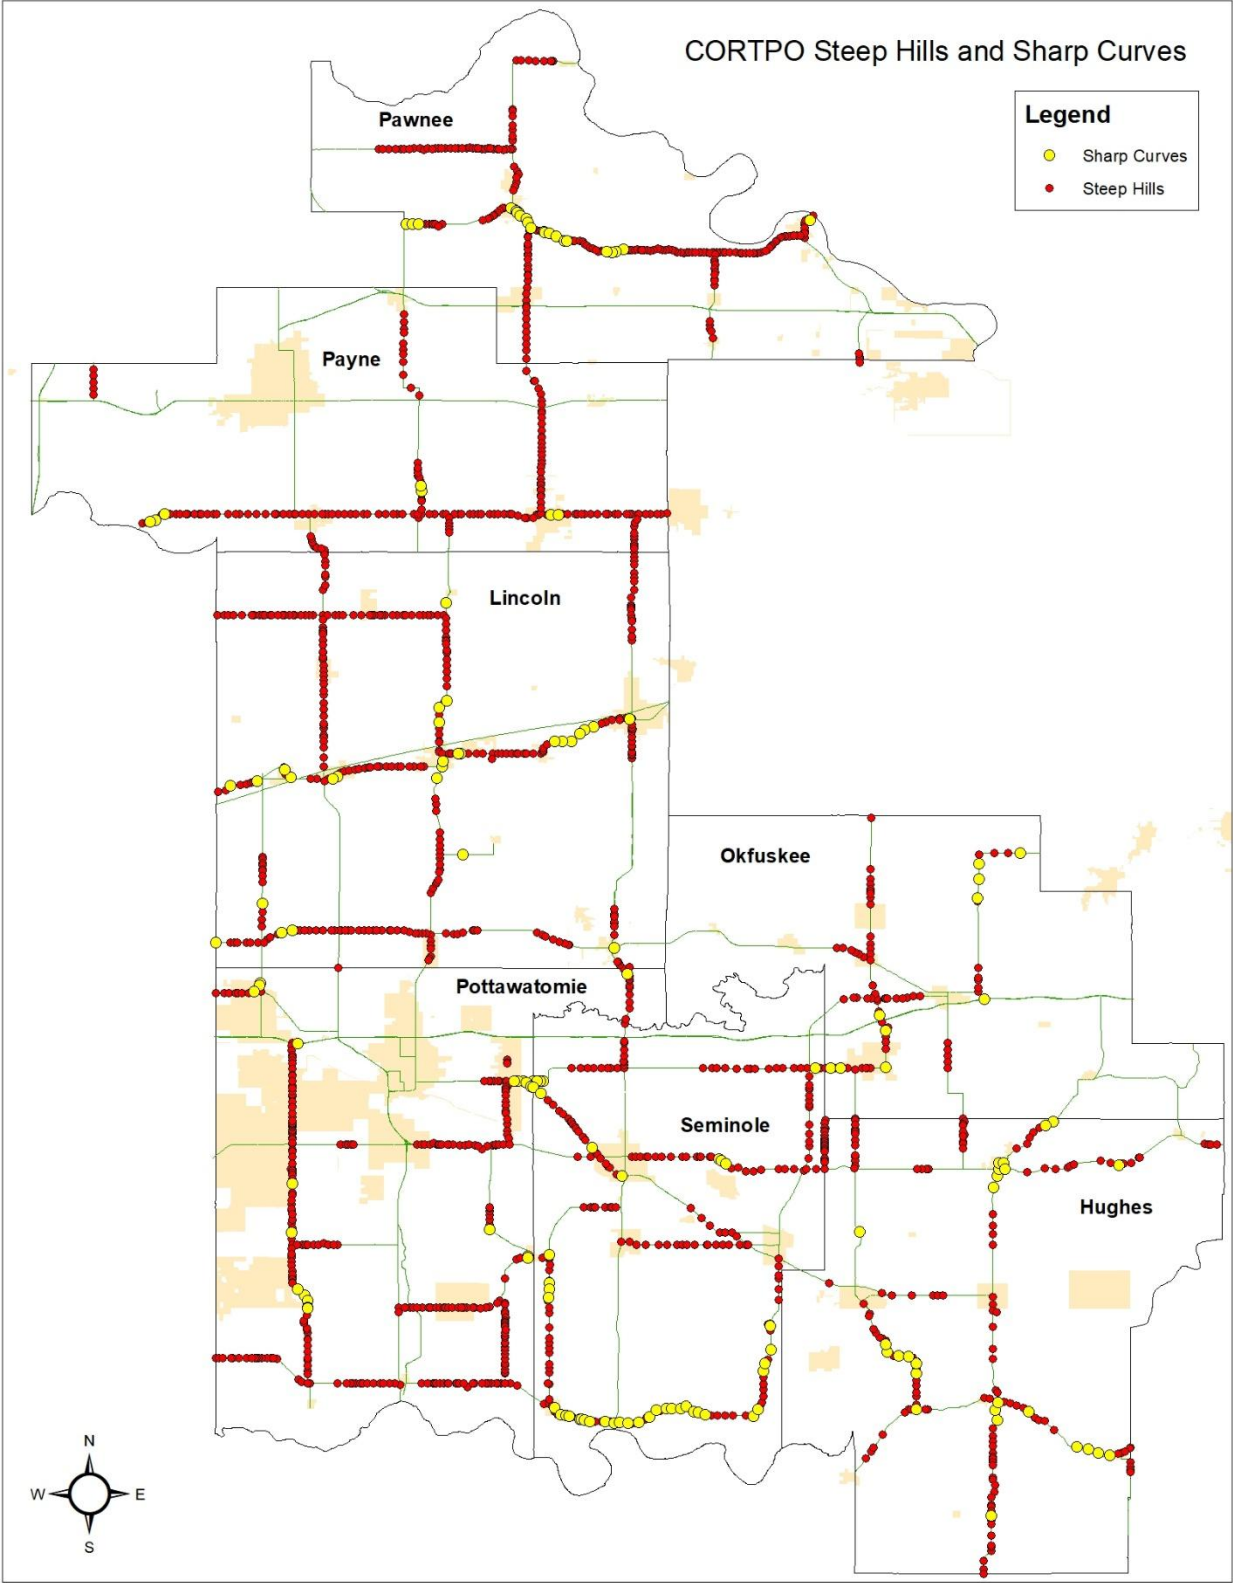 CORTPO Steep Hills and Sharp Curves
Legend
Sharp Curves
Steep Hills
Pawnee
Payne
Lincoln
Okfuskee
Pottawatomie
Seminole
Hughes
N
W E
S